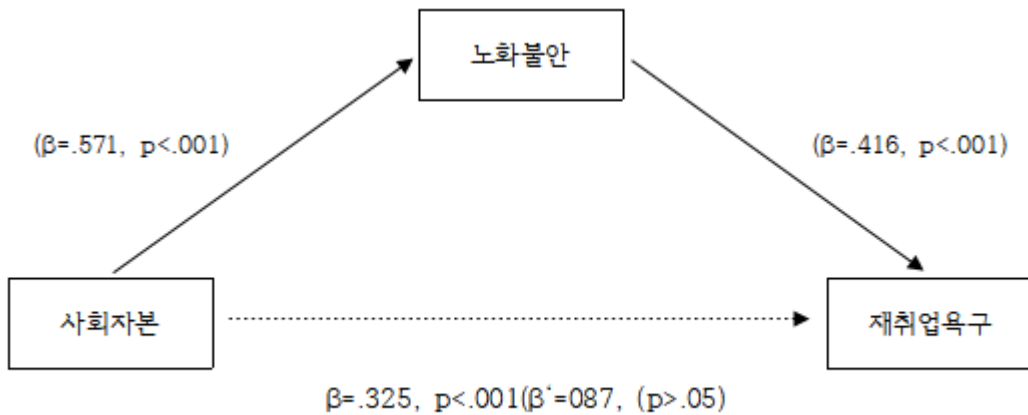 노화불안
(β=.571, p<.001)
(β=.416, p<.001)
사회자본
재취업욕구
β=.325, p<.001(β`=087, (p>.05)